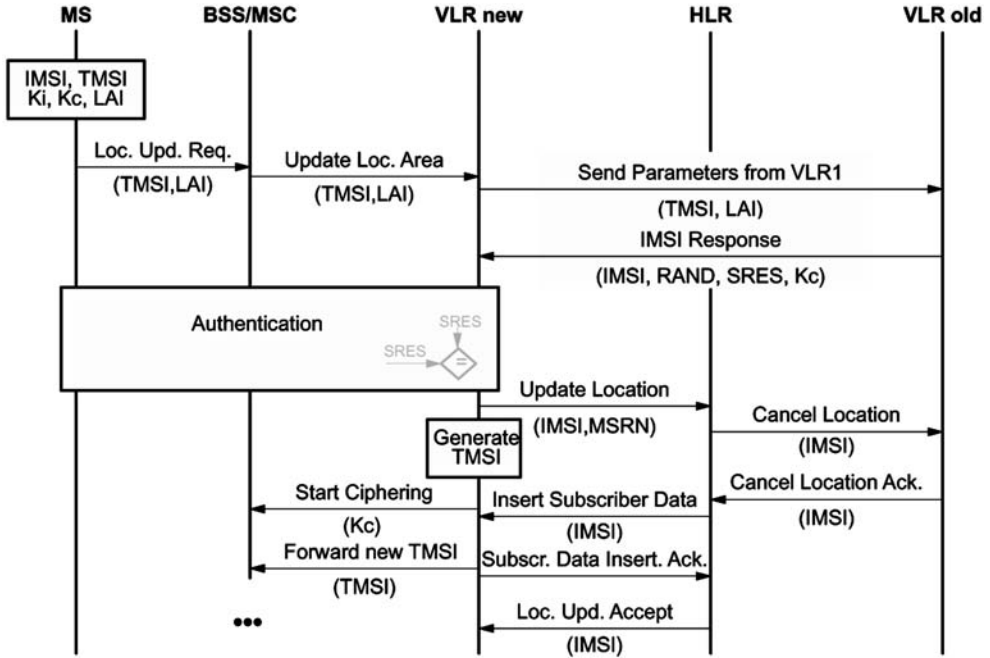 MS
BSS/MSC
VLR new
HLR
VLR old
IMSI, TMSI
Ki, Kc, LAI
Loc. Upd. Req.
(TMSI,LAI)
Update Loc. Area
(TMSI,LAI)
Send Parameters from VLR1
(TMSI, LAI)
IMSI Response
(IMSI, RAND, SRES, Kc)
Authentication
SRES
SRES
=
Update Location
(IMSI,MSRN)
Generate
TMSI
Cancel Location
(IMSI)
Cancel Location Ack.
(IMSI)
Start Ciphering
(Kc)
Insert Subscriber Data
(IMSI)
Forward new TMSI
(TMSI)
Subscr. Data Insert. Ack.
Loc. Upd. Accept
(IMSI)
•••